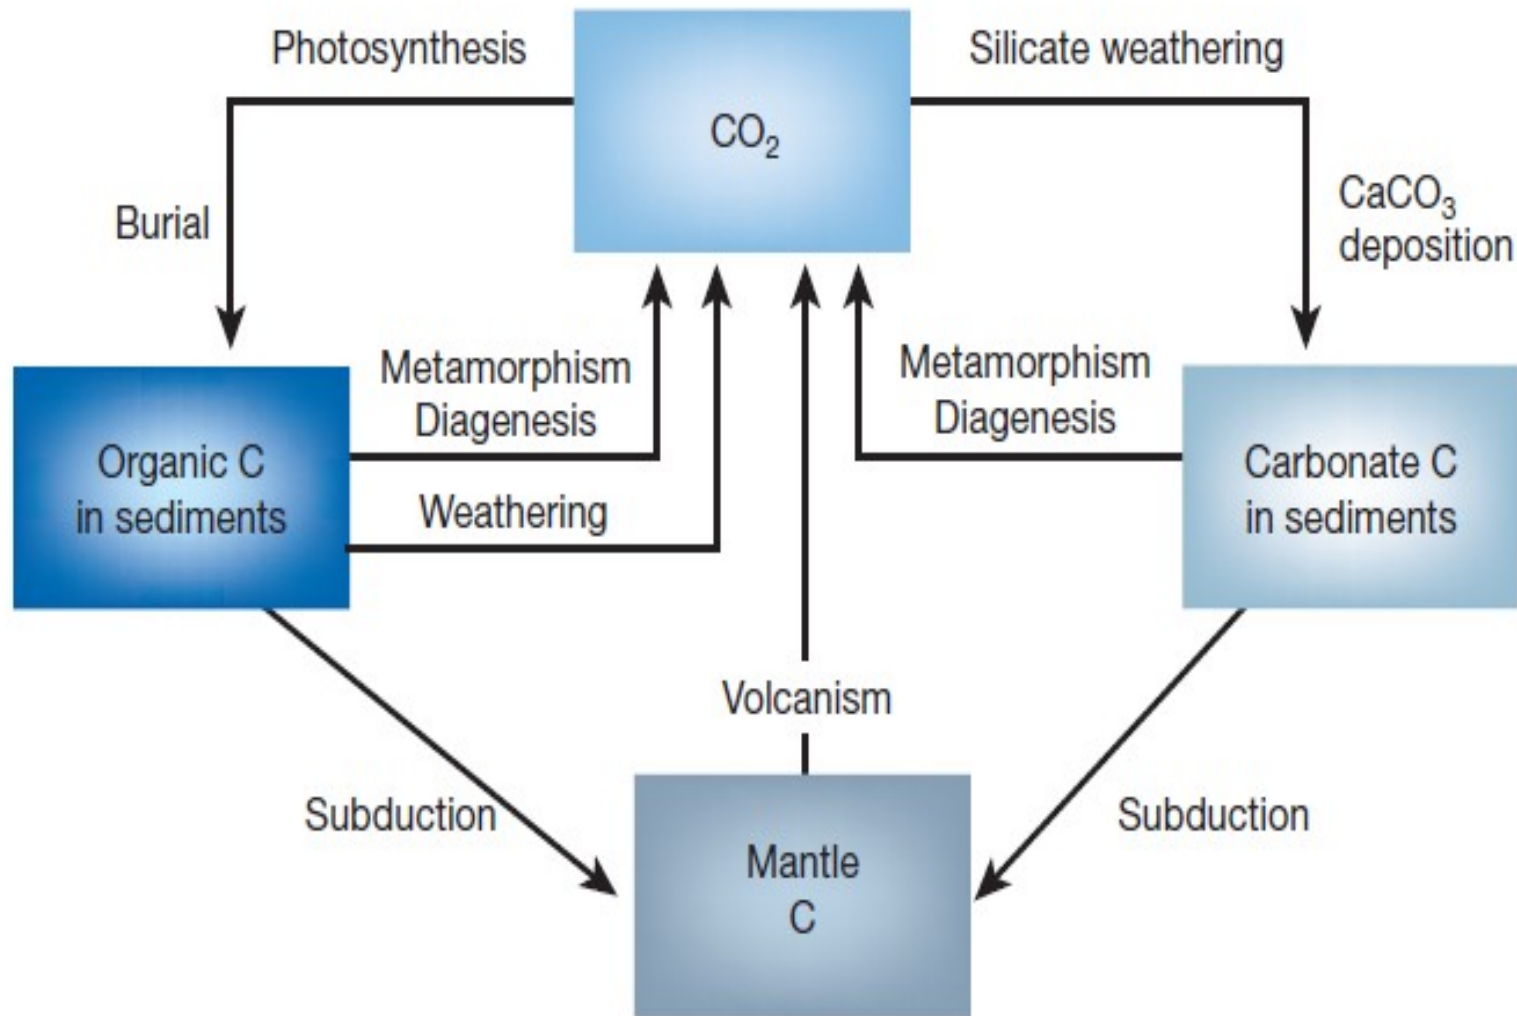 Photosynthesis
Silicate weathering
CO₂
Burial
CaCO₃
deposition
Metamorphism
Diagenesis
Metamorphism
Diagenesis
Organic C
in sediments
Weathering
Carbonate C
in sediments
Volcanism
Subduction
Subduction
Mantle
C